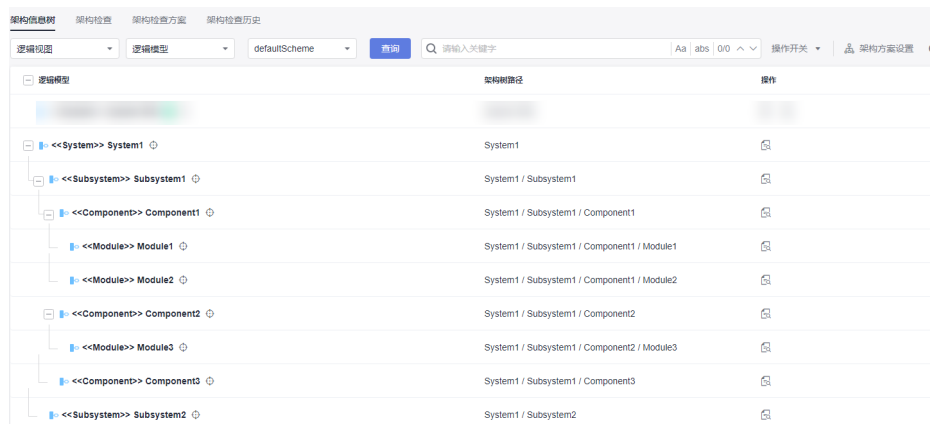 架构信息树 架构检查 架构检查方案 架构检查历史
逻辑视图 逻辑模型 defaultScheme 查询 请输入关键字 Aa abs 0/0 操作开关 架构方案设置
逻辑模型 架构树路径 操作
<<System>> System1 System1
<<Subsystem>> Subsystem1 System1 / Subsystem1
<<Component>> Component1 System1 / Subsystem1 / Component1
<<Module>> Module1 System1 / Subsystem1 / Component1 / Module1
<<Module>> Module2 System1 / Subsystem1 / Component1 / Module2
<<Component>> Component2 System1 / Subsystem1 / Component2
<<Module>> Module3 System1 / Subsystem1 / Component2 / Module3
<<Component>> Component3 System1 / Subsystem1 / Component3
<<Subsystem>> Subsystem2 System1 / Subsystem2